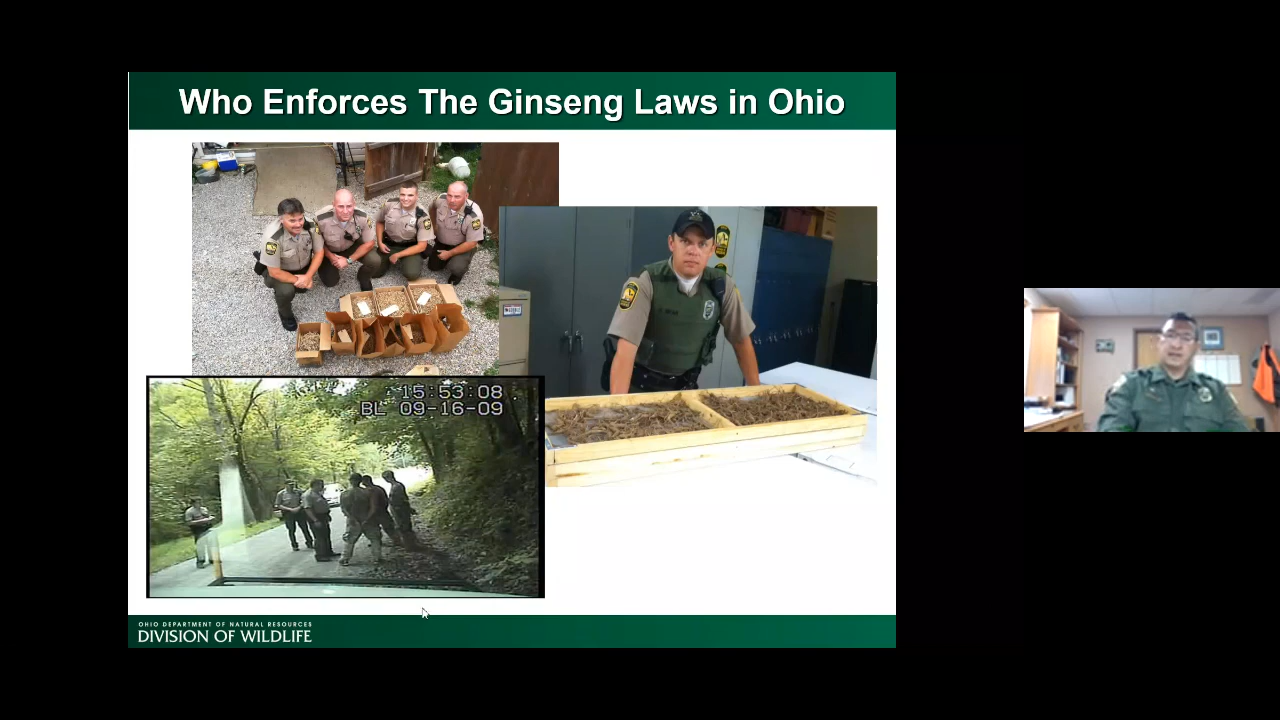 Who Enforces The Ginseng Laws in Ohio
15:53:08
BL 09-16-09
OHIO DEPARTMENT OF NATURAL RESOURCES
DIVISION OF WILDLIFE